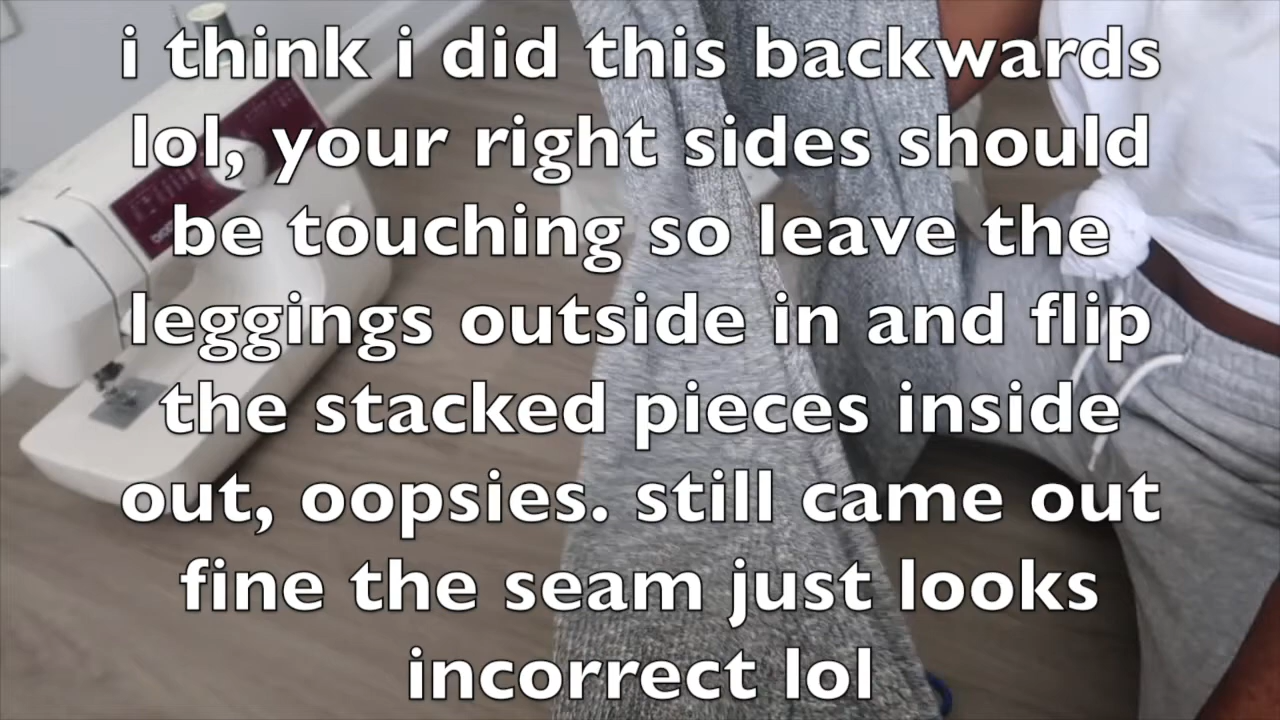 i think i did this backwards
lol, your right sides should
be touching so leave the
leggings outside in and flip
the stacked pieces inside
out, oopsies. still came out
fine the seam just looks
incorrect lol